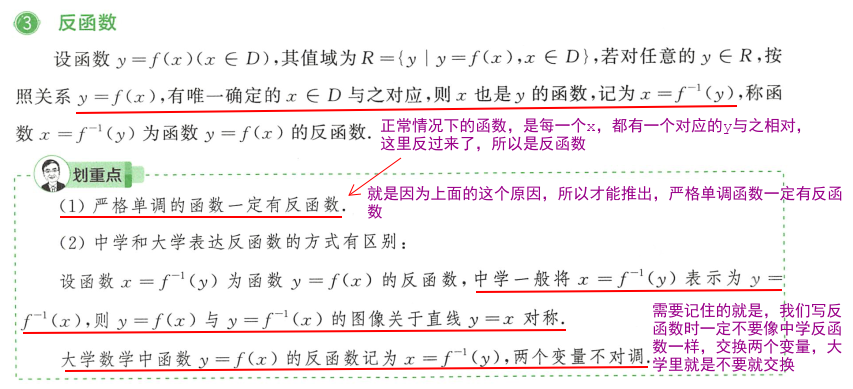 3 反函数
设函数 y=f(x)(x∈D),其值域为 R={y|y=f(x),x∈D},若对任意的 y∈R,按
照关系 y=f(x),有唯一确定的 x∈D 与之对应,则 x 也是 y 的函数,记为 x=f⁻¹(y),称函
数 x=f⁻¹(y) 为函数 y=f(x) 的反函数.
正常情况下的函数，是每一个x，都有一个对应的y与之相对，
这里反过来了，所以是反函数
划重点
(1) 严格单调的函数一定有反函数.
就是因为上面的这个原因，所以才能推出，严格单调函数一定有反函
数
(2) 中学和大学表达反函数的方式有区别:
设函数 x=f⁻¹(y) 为函数 y=f(x) 的反函数,中学一般将 x=f⁻¹(y) 表示为 y=
f⁻¹(x),则 y=f(x) 与 y=f⁻¹(x) 的图像关于直线 y=x 对称.
大学数学中函数 y=f(x) 的反函数记为 x=f⁻¹(y),两个变量不对调.
需要记住的就是，我们写反
函数时一定不要像中学反函
数一样，交换两个变量，大
学里就是不要就交换